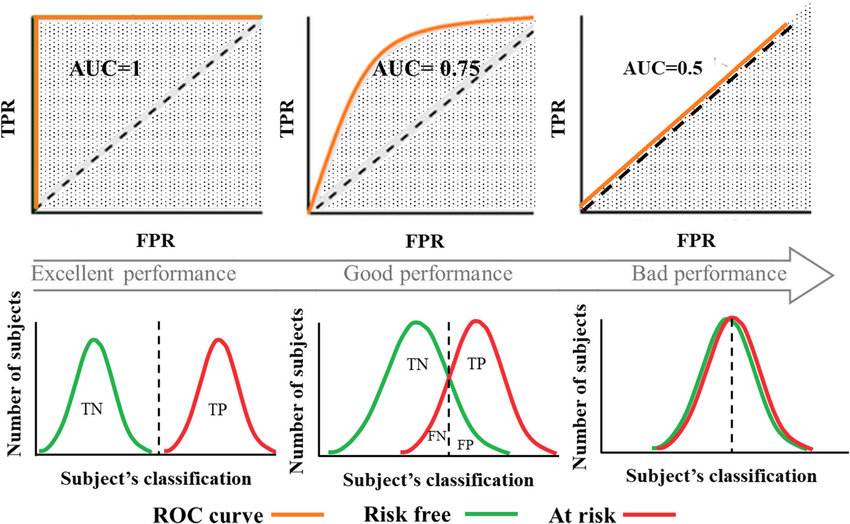 AUC=1
AUC= 0.75
AUC=0.5
TPR
TPR
TPR
FPR
FPR
FPR
Excellent performance
Good performance
Bad performance
Number of subjects
Number of subjects
Number of subjects
TN
TP
TN
TP
FN
FP
Subject's classification
Subject's classification
Subject's classification
ROC curve
Risk free
At risk